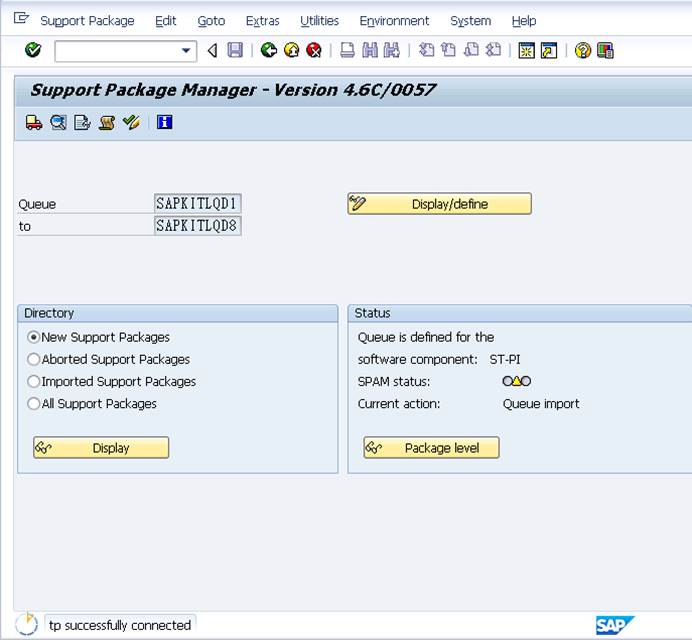 Support Package Edit Goto Extras Utilities Environment System Help
Support Package Manager - Version 4.6C/0057
Queue SAPKITLQD1 Display/define
to SAPKITLQD8
Directory Status
New Support Packages Queue is defined for the
Aborted Support Packages software component: ST-PI
Imported Support Packages SPAM status:
All Support Packages Current action: Queue import
Display Package level
tp successfully connected SAP